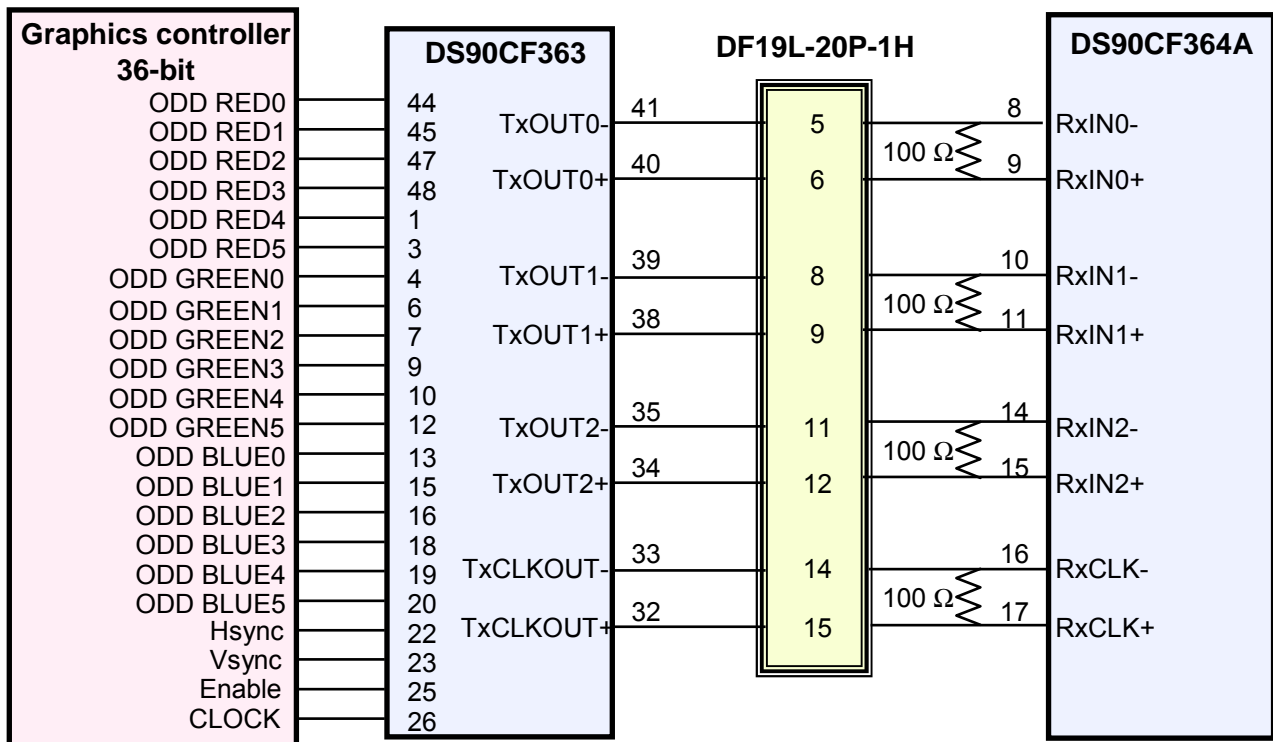 Graphics controller
36-bit
ODD RED0
ODD RED1
ODD RED2
ODD RED3
ODD RED4
ODD RED5
ODD GREEN0
ODD GREEN1
ODD GREEN2
ODD GREEN3
ODD GREEN4
ODD GREEN5
ODD BLUE0
ODD BLUE1
ODD BLUE2
ODD BLUE3
ODD BLUE4
ODD BLUE5
Hsync
Vsync
Enable
CLOCK
DS90CF363
44
45
47
48
1
3
4
6
7
9
10
12
13
15
16
18
19
20
22
23
25
26
TxOUT0-
TxOUT0+
TxOUT1-
TxOUT1+
TxOUT2-
TxOUT2+
TxCLKOUT-
TxCLKOUT+
41
40
39
38
35
34
33
32
DF19L-20P-1H
5
6
8
9
11
12
14
15
100 Ω
100 Ω
100 Ω
100 Ω
8
9
10
11
14
15
16
17
DS90CF364A
RxIN0-
RxIN0+
RxIN1-
RxIN1+
RxIN2-
RxIN2+
RxCLK-
RxCLK+